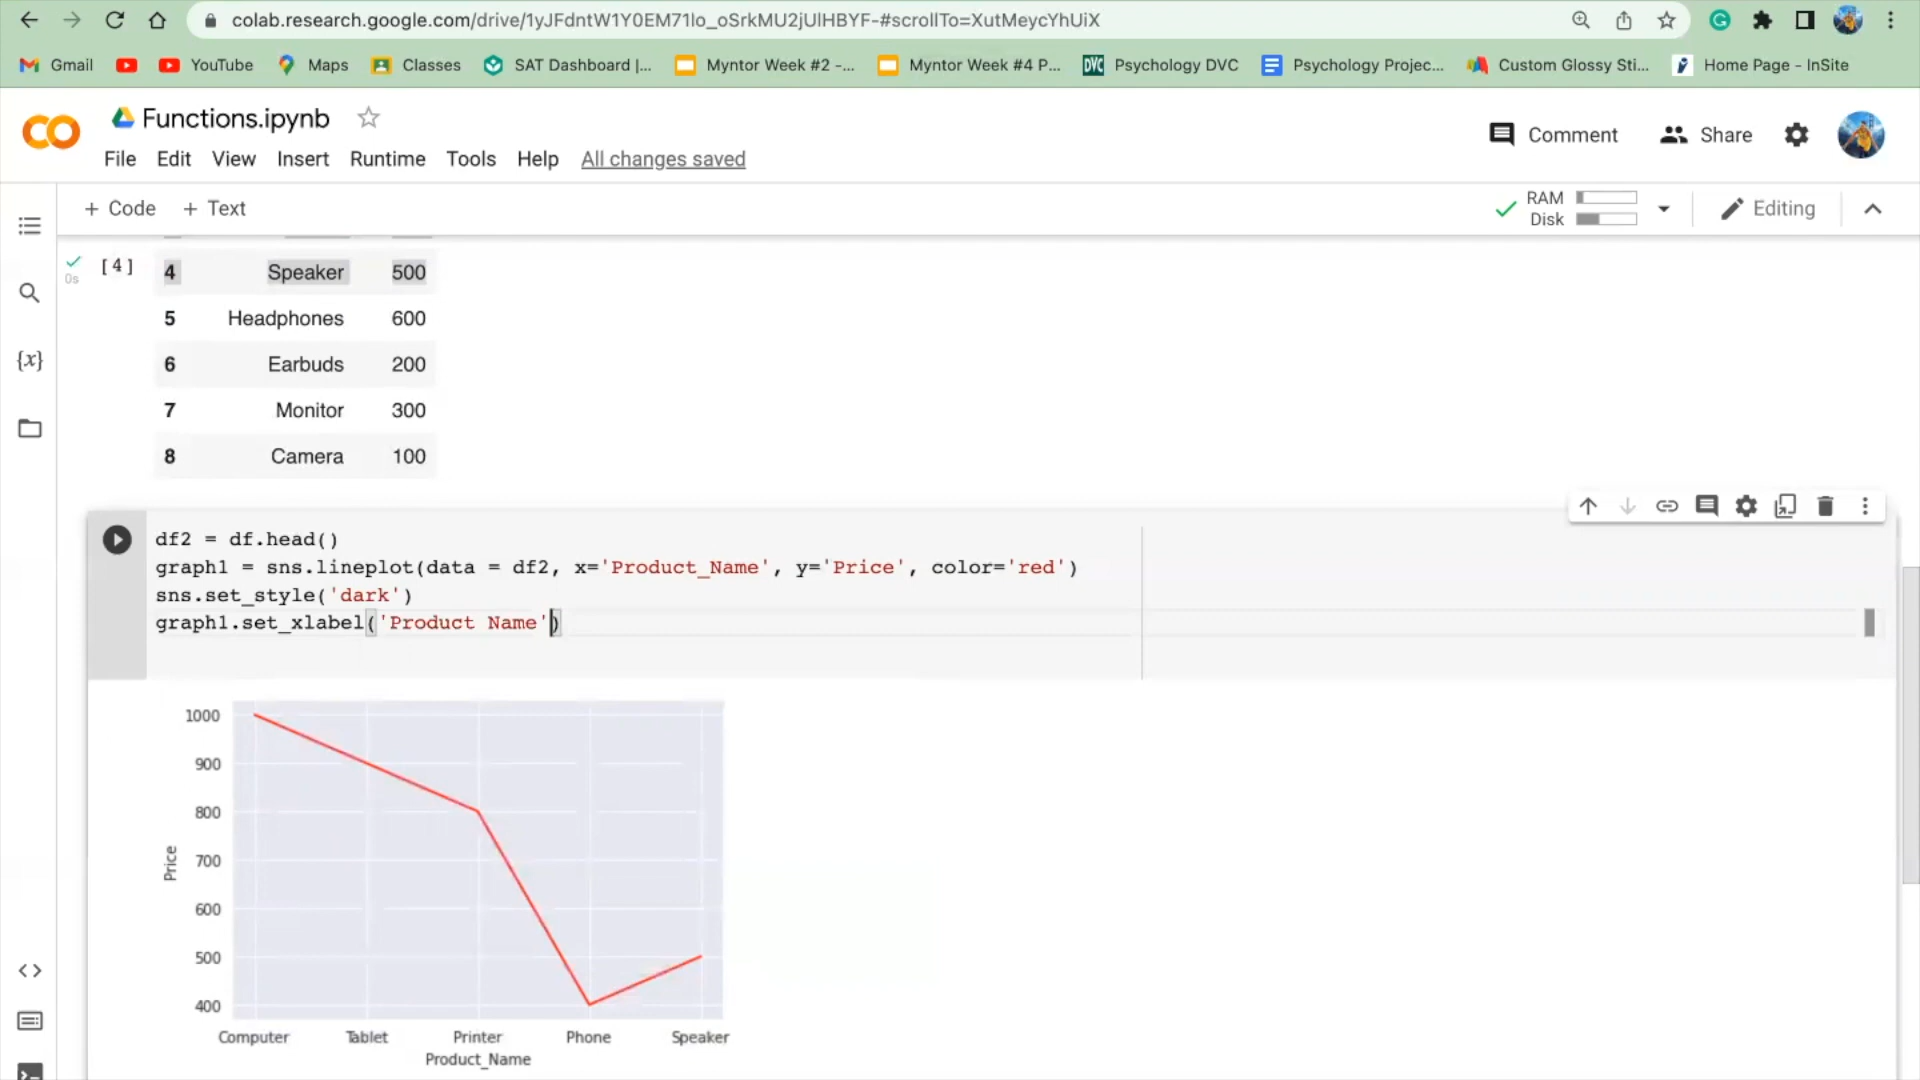 colab.research.google.com/drive/1yJFdntW1Y0EM71lo_oSrkMU2jUlHBYF-#scrollTo=XutMeycYhUiX
Gmail YouTube Maps Classes SAT Dashboard |... Myntor Week #2 -... Myntor Week #4 P... DVC Psychology DVC Psychology Projec... Custom Glossy Sti... Home Page - InSite
Functions.ipynb
Comment Share
File Edit View Insert Runtime Tools Help All changes saved
+ Code + Text
RAM
Disk
Editing
[4]
0s
4 Speaker 500
5 Headphones 600
6 Earbuds 200
7 Monitor 300
8 Camera 100
df2 = df.head()
graph1 = sns.lineplot(data = df2, x='Product_Name', y='Price', color='red')
sns.set_style('dark')
graph1.set_xlabel('Product Name')
1000
900
800
700
600
500
400
Price
Computer Tablet Printer Phone Speaker
Product_Name